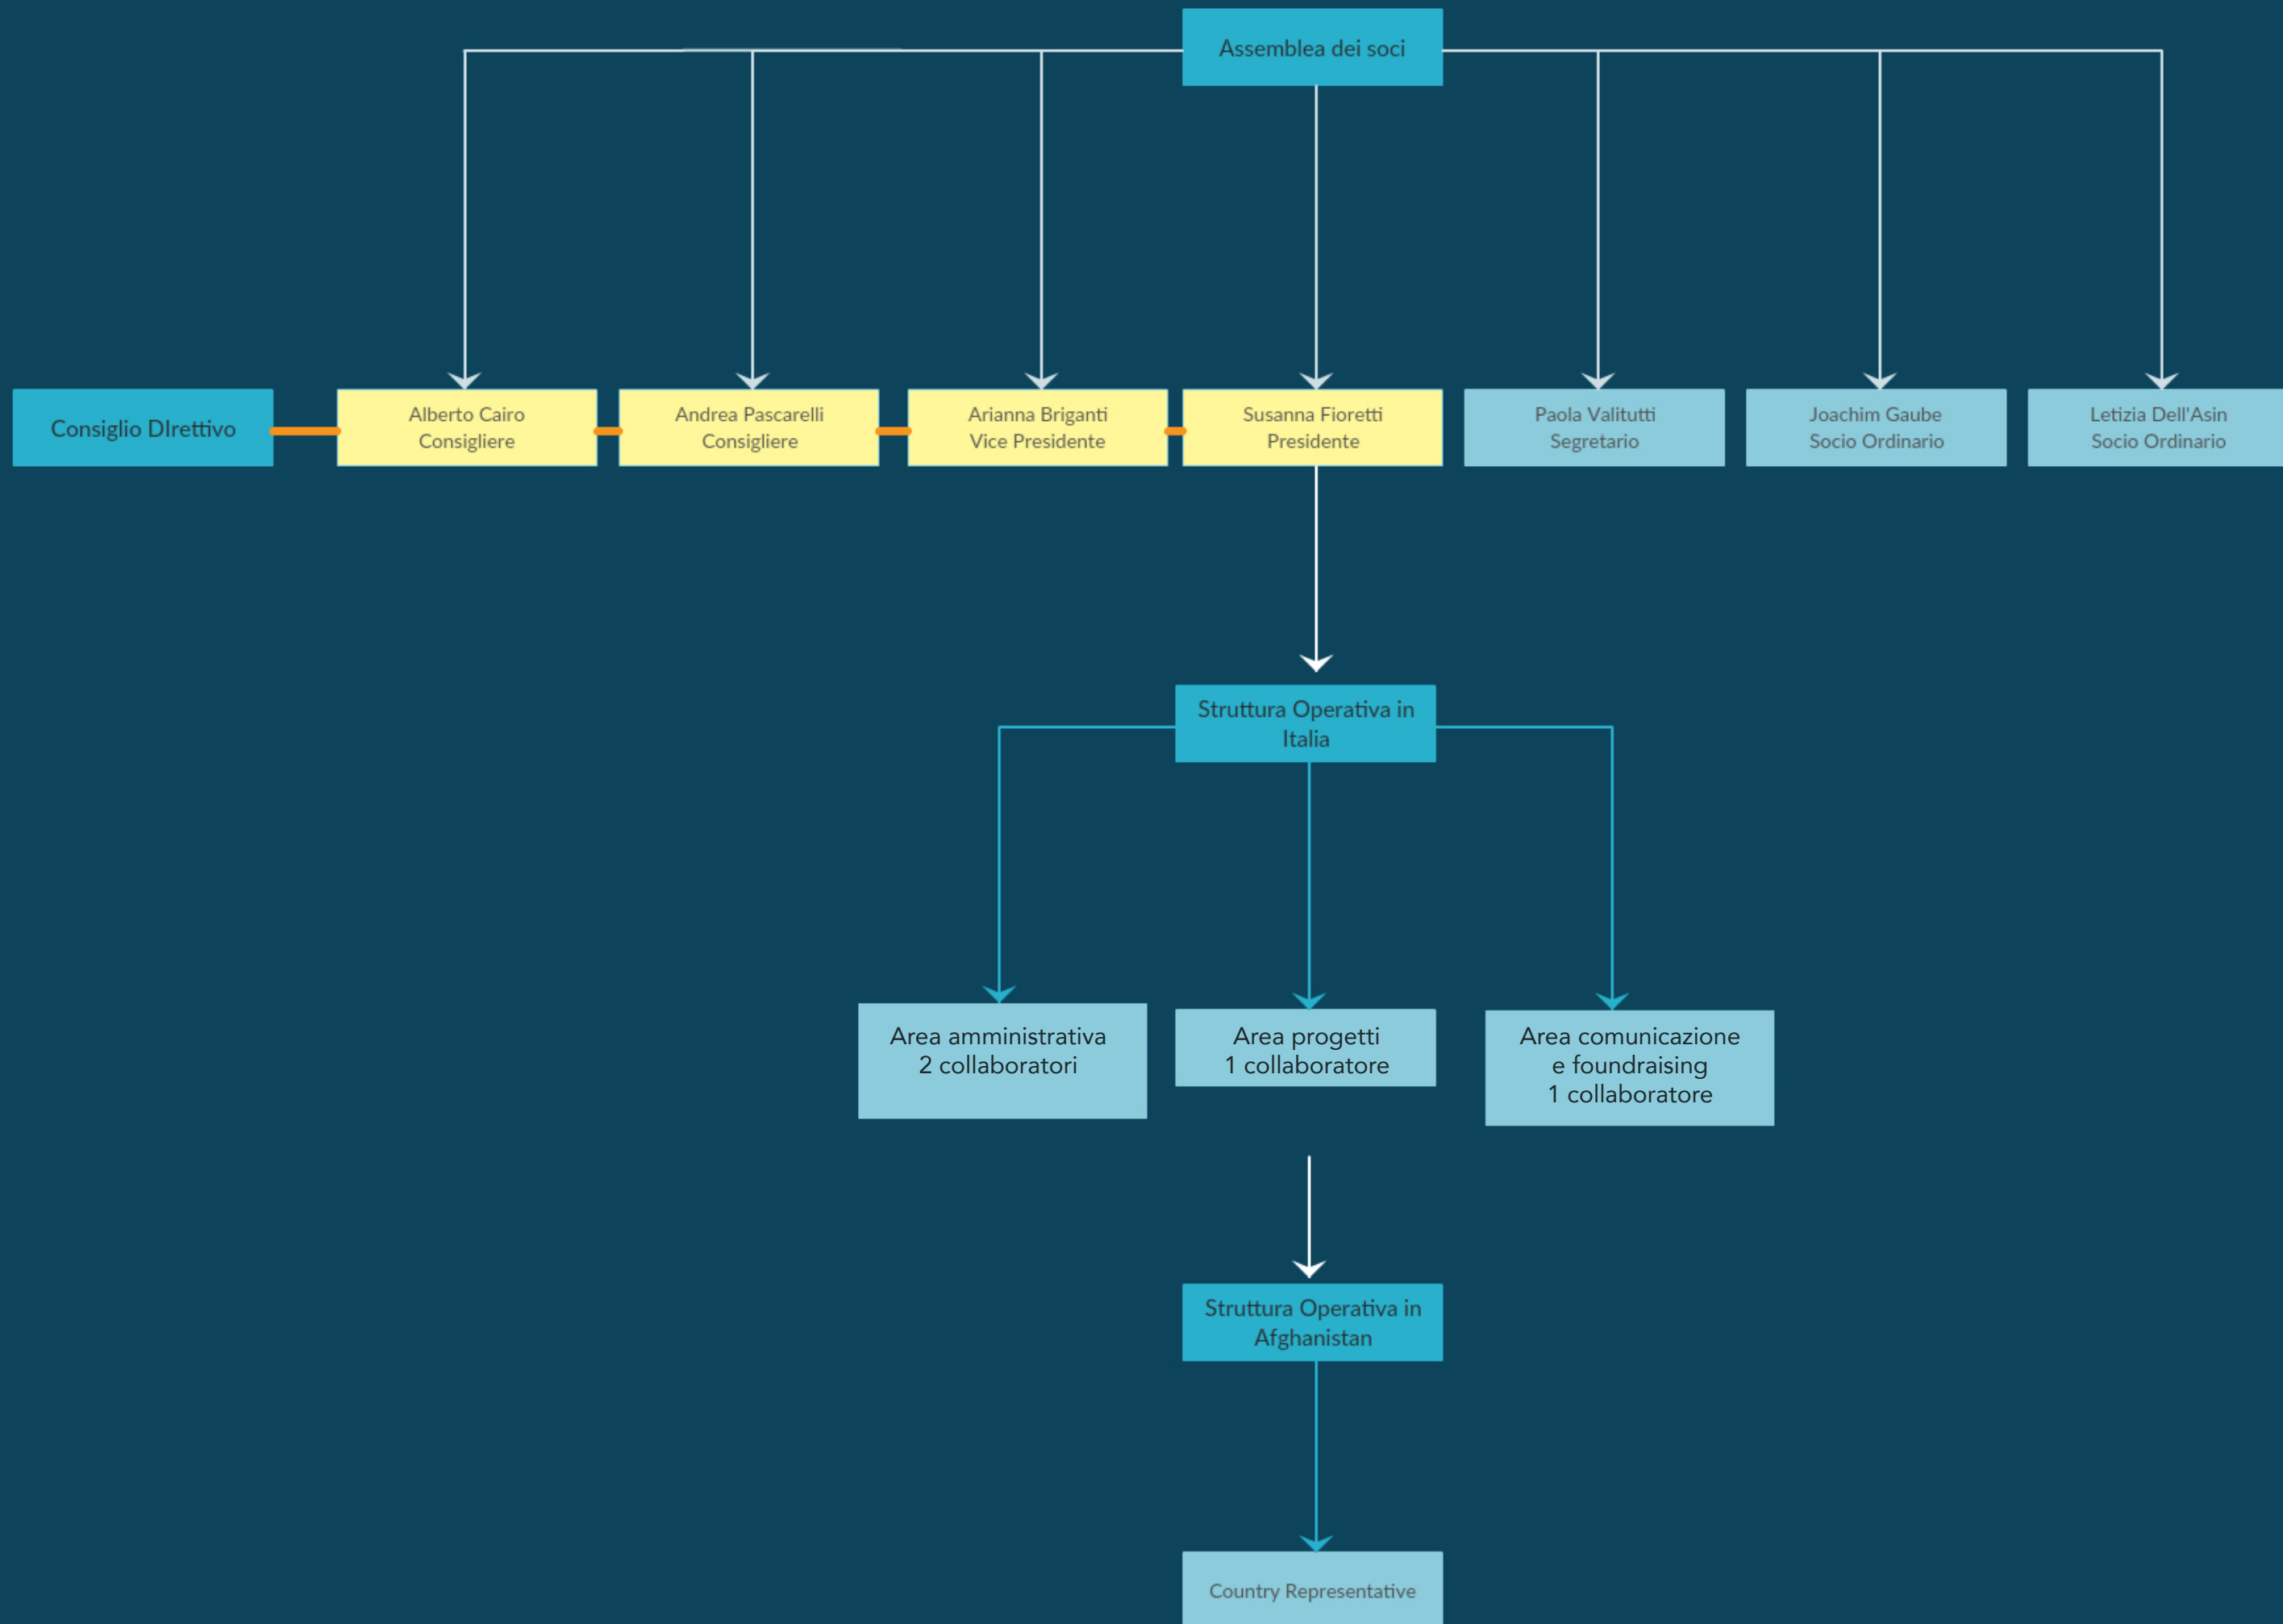 Assemblea dei soci
Consiglio DIrettivo
Alberto Cairo
Consigliere
Andrea Pascarelli
Consigliere
Arianna Briganti
Vice Presidente
Susanna Fioretti
Presidente
Paola Valitutti
Segretario
Joachim Gaube
Socio Ordinario
Letizia Dell'Asin
Socio Ordinario
Struttura Operativa in
Italia
Area amministrativa
2 collaboratori
Area progetti
1 collaboratore
Area comunicazione
e foundraising
1 collaboratore
Struttura Operativa in
Afghanistan
Country Representative